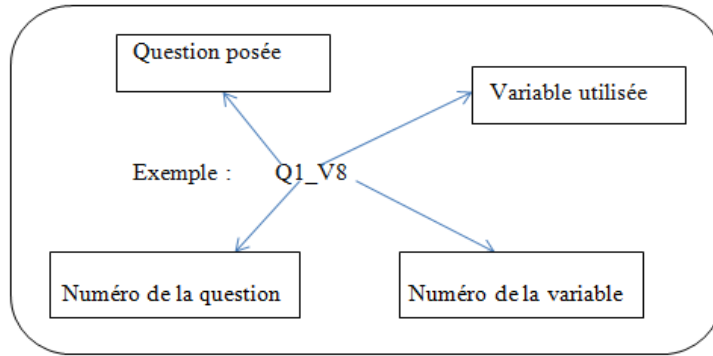 Question posée
Variable utilisée
Exemple : Q1_V8
Numéro de la question
Numéro de la variable